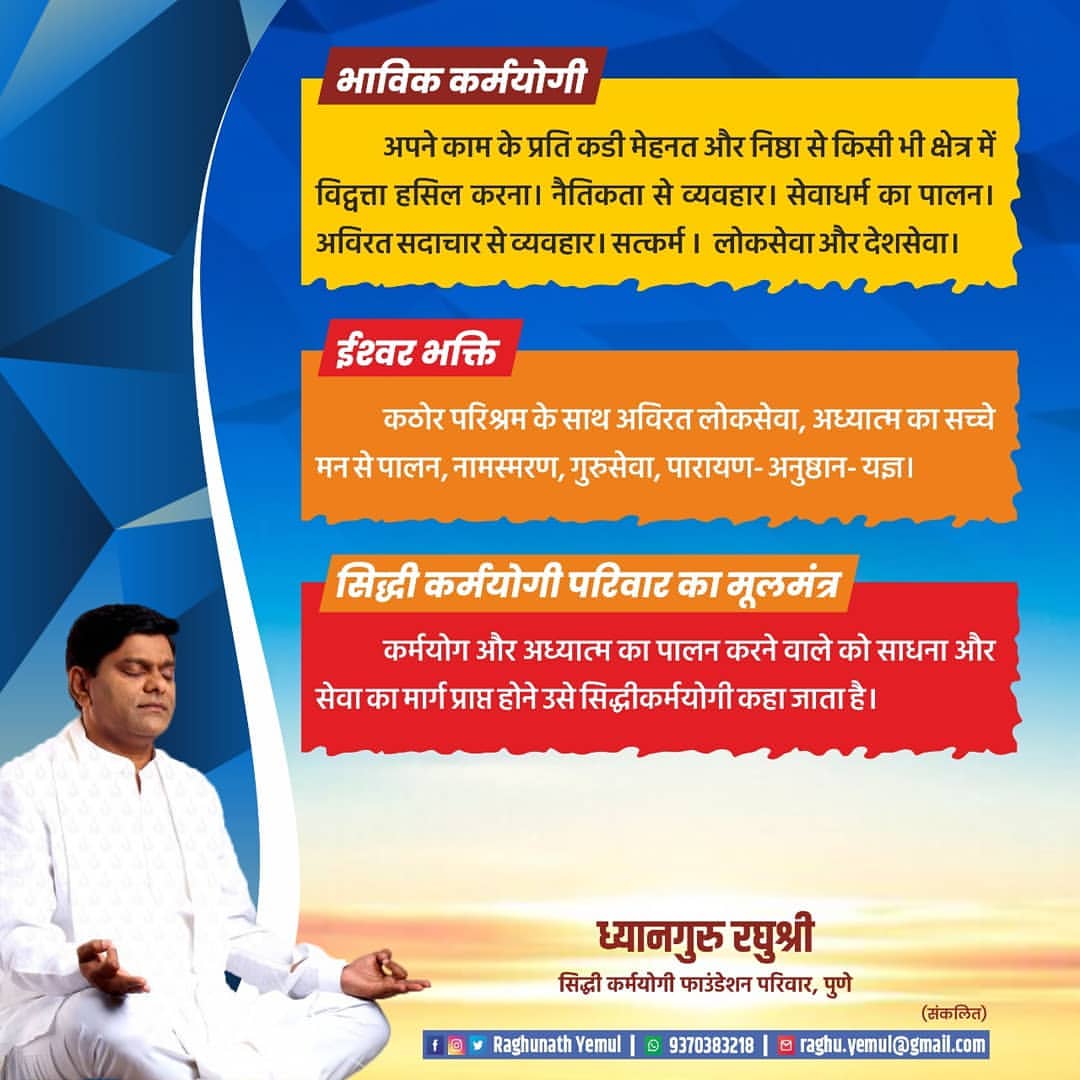 भाविक कर्मयोगी
अपने काम के प्रति कडी मेहनत और निष्ठा से किसी भी क्षेत्र में
विद्वत्ता हसिल करना। नैतिकता से व्यवहार। सेवाधर्म का पालन।
अविरत सदाचार से व्यवहार। सत्कर्म । लोकसेवा और देशसेवा।
ईश्वर भक्ति
कठोर परिश्रम के साथ अविरत लोकसेवा, अध्यात्म का सच्चे
मन से पालन, नामस्मरण, गुरुसेवा, पारायण- अनुष्ठान- यज्ञ।
सिद्धी कर्मयोगी परिवार का मूलमंत्र
कर्मयोग और अध्यात्म का पालन करने वाले को साधना और
सेवा का मार्ग प्राप्त होने उसे सिद्धीकर्मयोगी कहा जाता है।
ध्यानगुरु रघुश्री
सिद्धी कर्मयोगी फाउंडेशन परिवार, पुणे
(संकलित)
Raghunath Yemul | 9370383218 | raghu.yemul@gmail.com